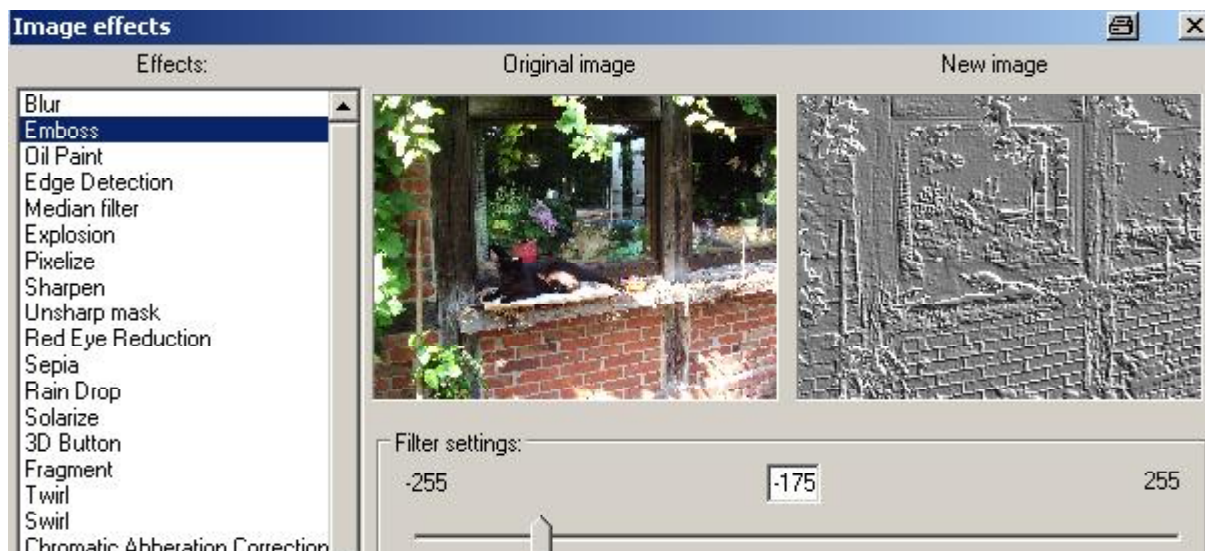 Image effects
Effects:
Original image
New image
Blur
Emboss
Oil Paint
Edge Detection
Median filter
Explosion
Pixelize
Sharpen
Unsharp mask
Red Eye Reduction
Sepia
Rain Drop
Solarize
3D Button
Fragment
Twirl
Swirl
Chromatic Abberation Correction
Filter settings:
-255
-175
255